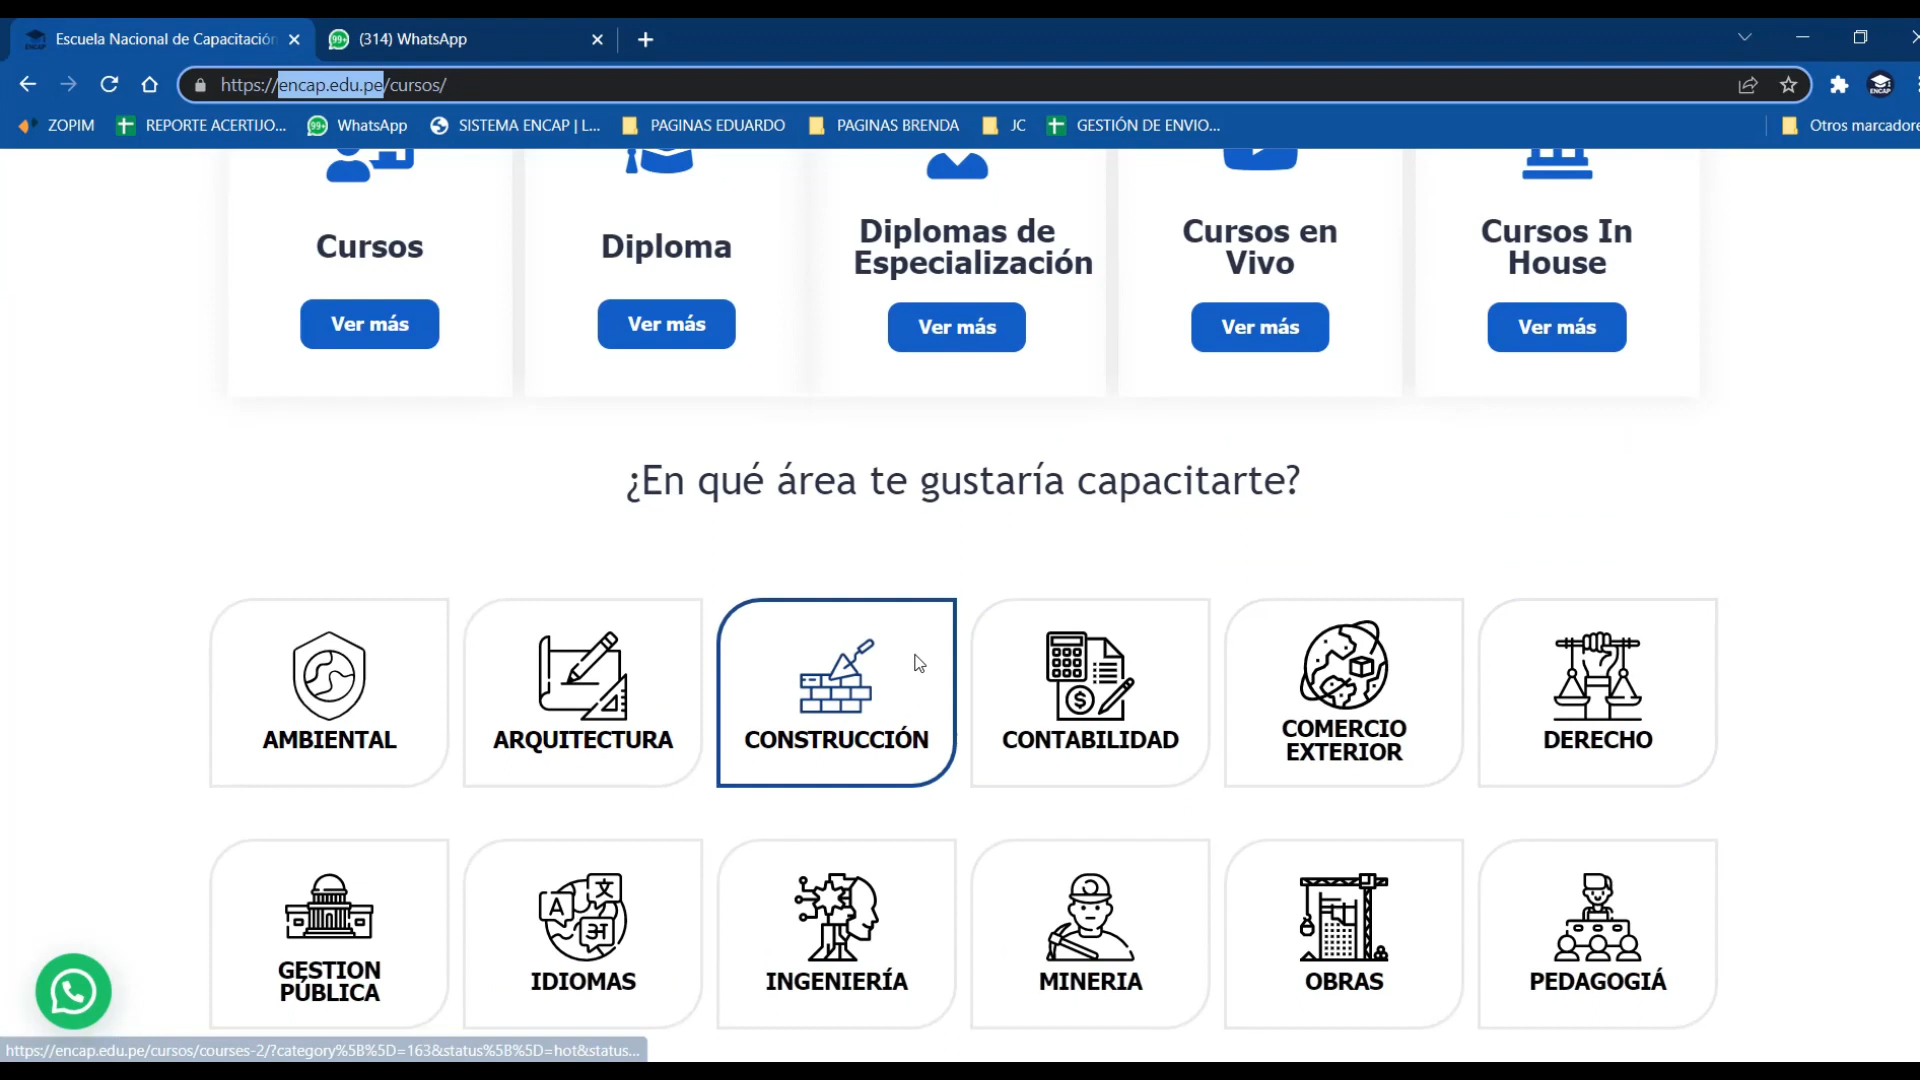 Escuela Nacional de Capacitación
(314) WhatsApp
https://encap.edu.pe/cursos/
ZOPIM
REPORTE ACERTIJO...
WhatsApp
SISTEMA ENCAP | L...
PAGINAS EDUARDO
PAGINAS BRENDA
JC
GESTIÓN DE ENVIO...
Otros marcadore
Cursos
Diploma
Diplomas de
Especialización
Cursos en
Vivo
Cursos In
House
Ver más
Ver más
Ver más
Ver más
Ver más
¿En qué área te gustaría capacitarte?
AMBIENTAL
ARQUITECTURA
CONSTRUCCIÓN
CONTABILIDAD
COMERCIO
EXTERIOR
DERECHO
GESTION
PÚBLICA
IDIOMAS
INGENIERÍA
MINERIA
OBRAS
PEDAGOGIÁ
https://encap.edu.pe/cursos/courses-2/?category%5B%5D=163&status%5B%5D=hot&status...